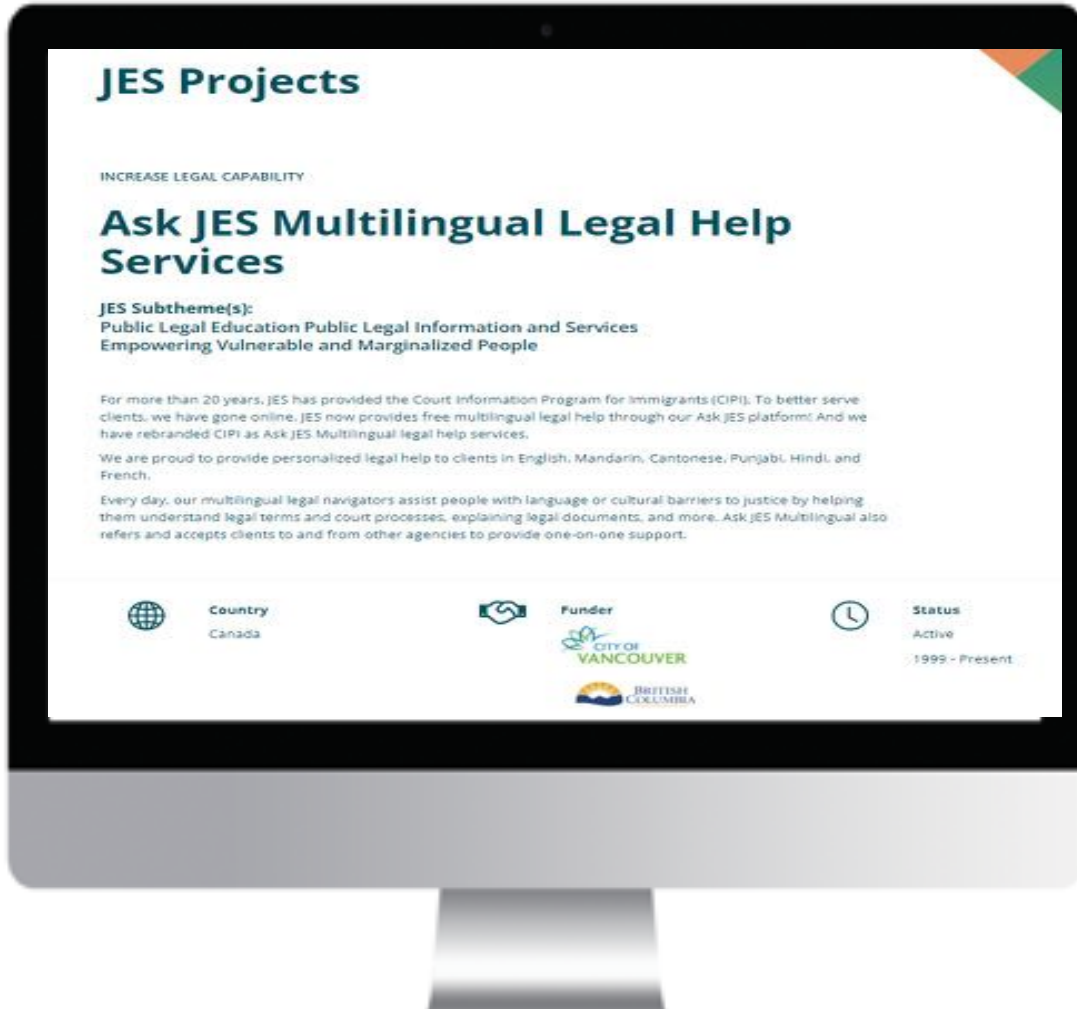 JES Projects
INCREASE LEGAL CAPABILITY
Ask JES Multilingual Legal Help
Services
JES Subtheme(s):
Public Legal Education Public Legal Information and Services
Empowering Vulnerable and Marginalized People
For more than 20 years, JES has provided the Court Information Program for Immigrants (CIPI). To better serve
clients, we have gone online. JES now provides free multilingual legal help through our Ask JES platform! And we
have rebranded CIPI as Ask JES Multilingual legal help services.
We are proud to provide personalized legal help to clients in English, Mandarin, Cantonese, Punjabi, Hindi, and
French.
Every day, our multilingual legal navigators assist people with language or cultural barriers to justice by helping
them understand legal terms and court processes, explaining legal documents, and more. Ask JES Multilingual also
refers and accepts clients to and from other agencies to provide one-on-one support.
Country
Canada
Funder
CITY OF
VANCOUVER
BRITISH
COLUMBIA
Status
Active
1999 - Present